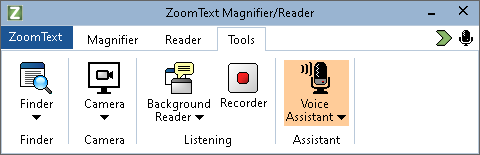 ZoomText Magnifier/Reader
ZoomText Magnifier Reader Tools
Finder Camera Background Reader Recorder Voice Assistant
Finder Camera Listening Assistant